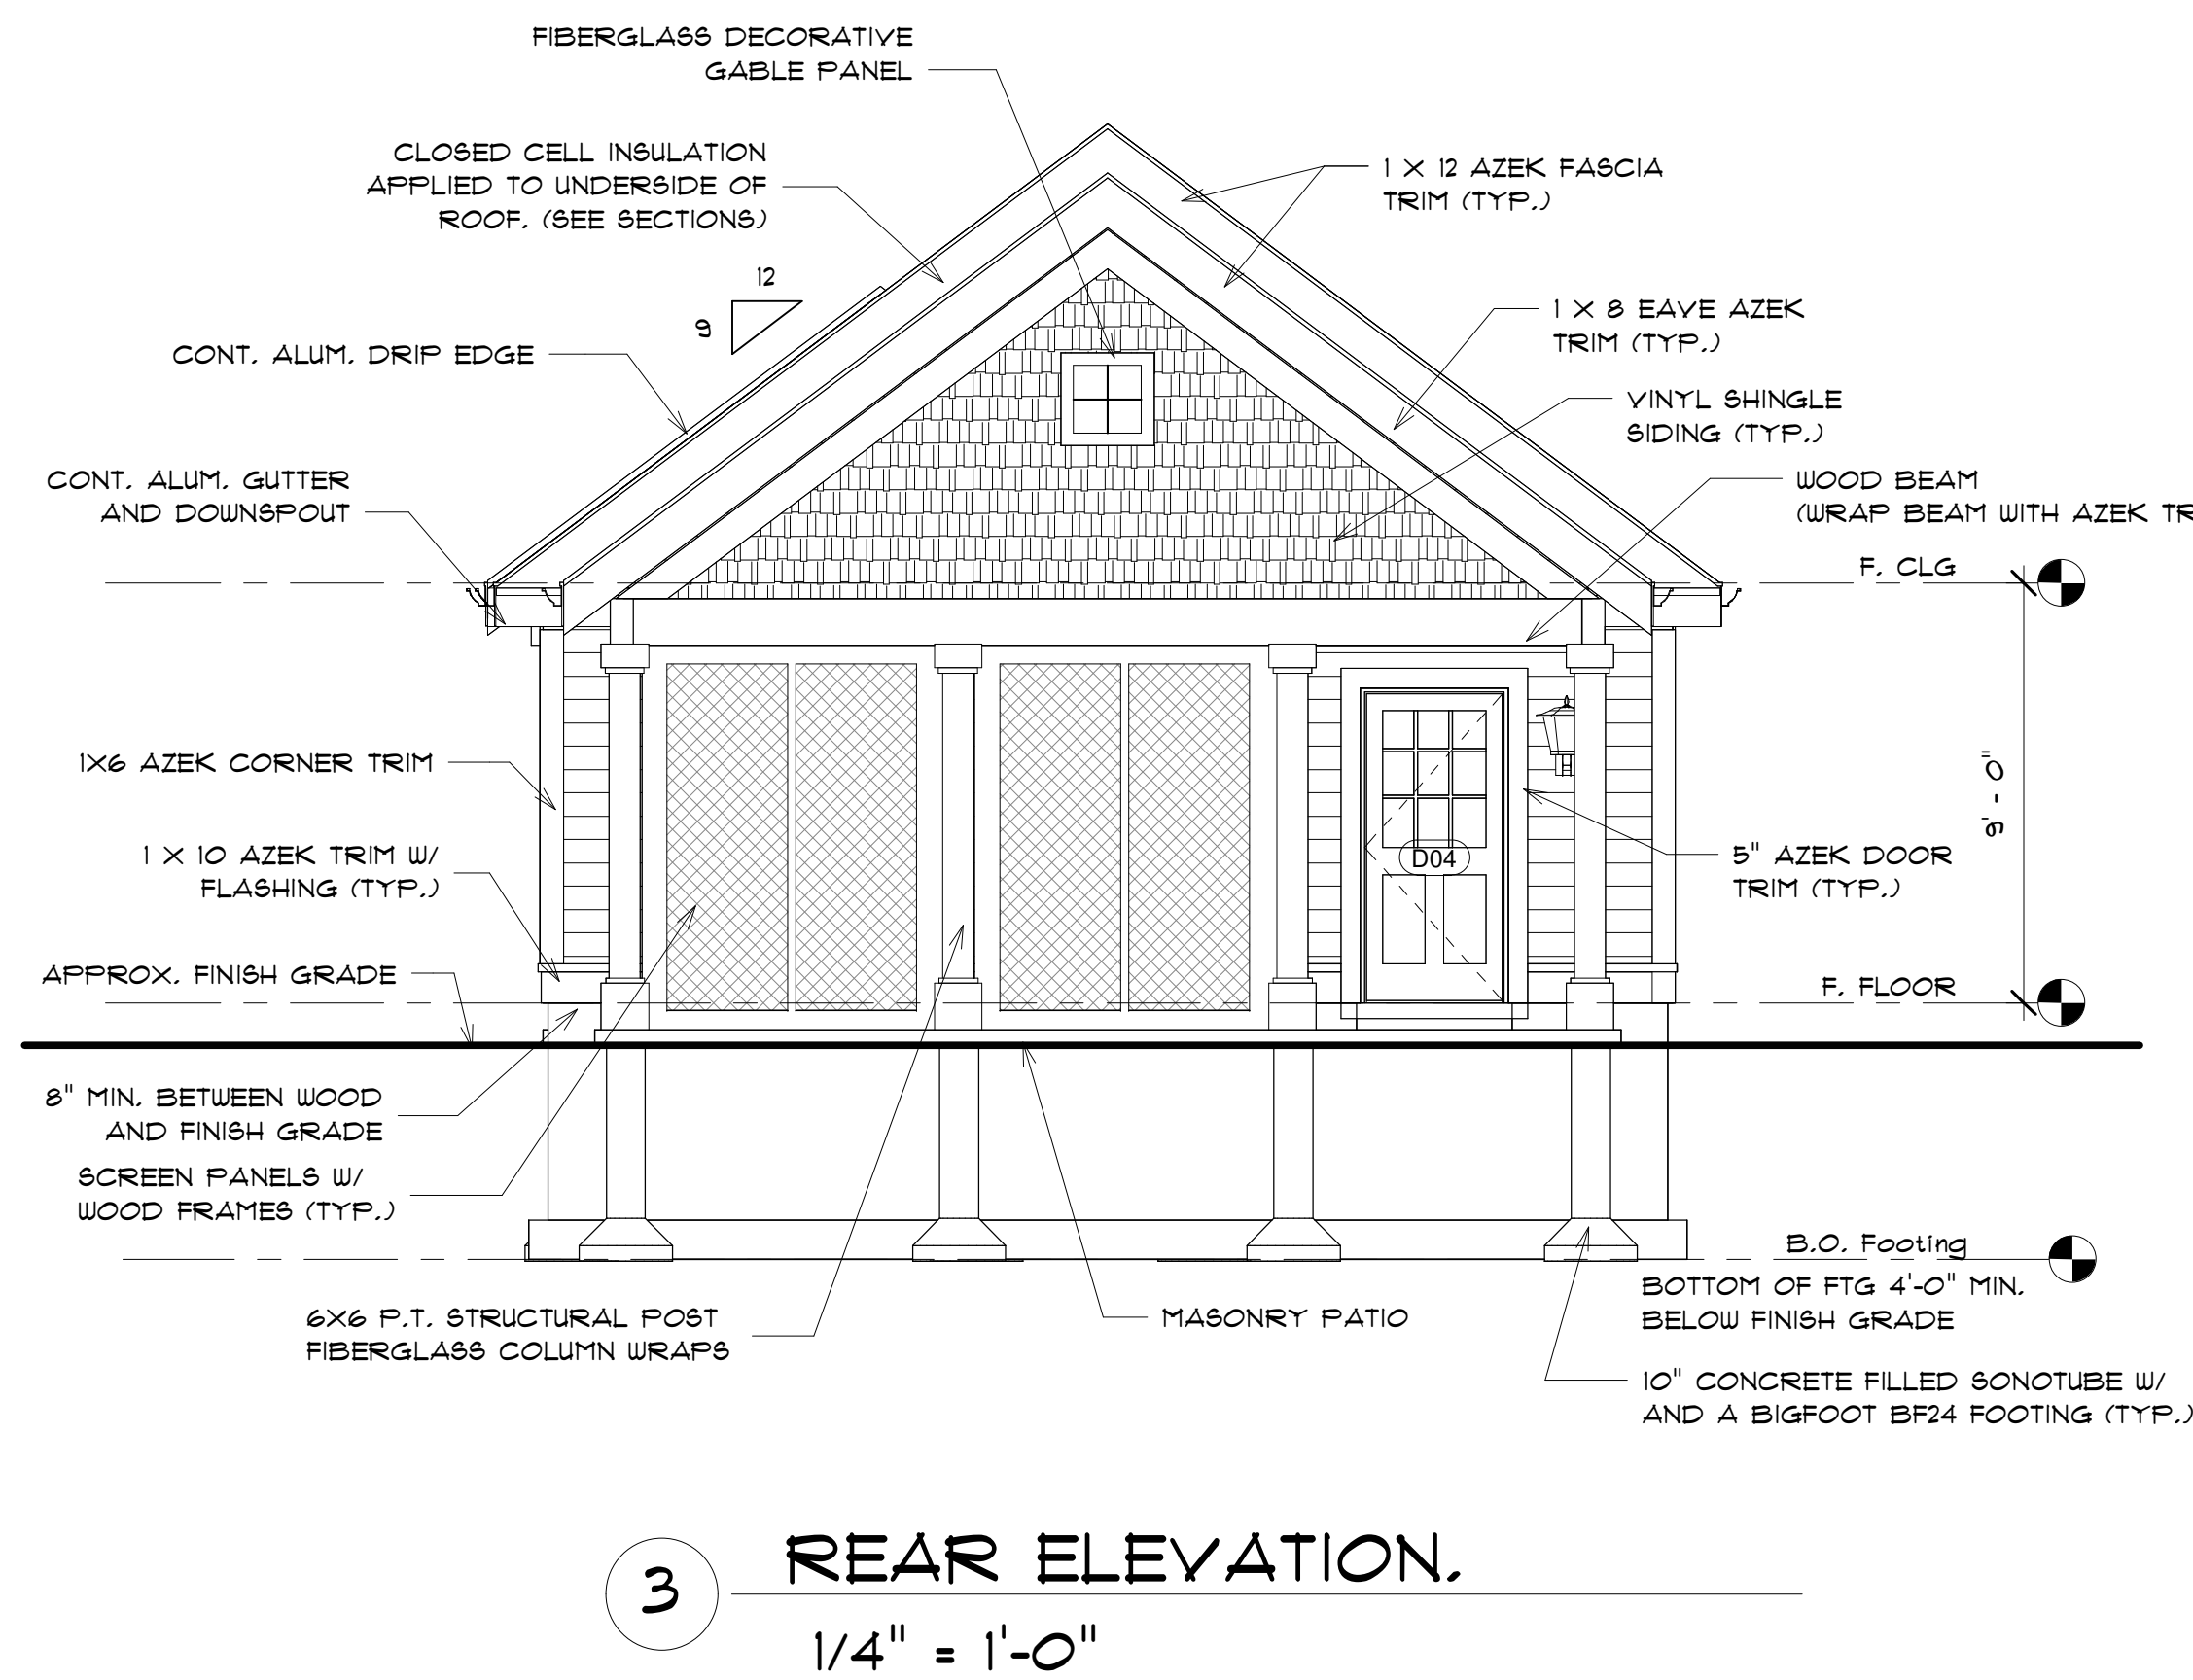 FIBERGLASS DECORATIVE
GABLE PANEL
CLOSED CELL INSULATION
APPLIED TO UNDERSIDE OF
ROOF. (SEE SECTIONS)
1 X 12 AZEK FASCIA
TRIM (TYP.)
12
9
1 X 8 EAVE AZEK
TRIM (TYP.)
CONT. ALUM. DRIP EDGE
VINYL SHINGLE
SIDING (TYP.)
CONT. ALUM. GUTTER
AND DOWNSPOUT
WOOD BEAM
(WRAP BEAM WITH AZEK TR
F. CLG
1X6 AZEK CORNER TRIM
9'-0"
1 X 10 AZEK TRIM W/
FLASHING (TYP.)
D04
5" AZEK DOOR
TRIM (TYP.)
APPROX. FINISH GRADE
F. FLOOR
8" MIN. BETWEEN WOOD
AND FINISH GRADE
SCREEN PANELS W/
WOOD FRAMES (TYP.)
B.O. Footing
BOTTOM OF FTG 4'-0" MIN.
BELOW FINISH GRADE
6X6 P.T. STRUCTURAL POST
FIBERGLASS COLUMN WRAPS
MASONRY PATIO
10" CONCRETE FILLED SONOTUBE W/
AND A BIGFOOT BF24 FOOTING (TYP.)
3
REAR ELEVATION.
1/4" = 1'-0"